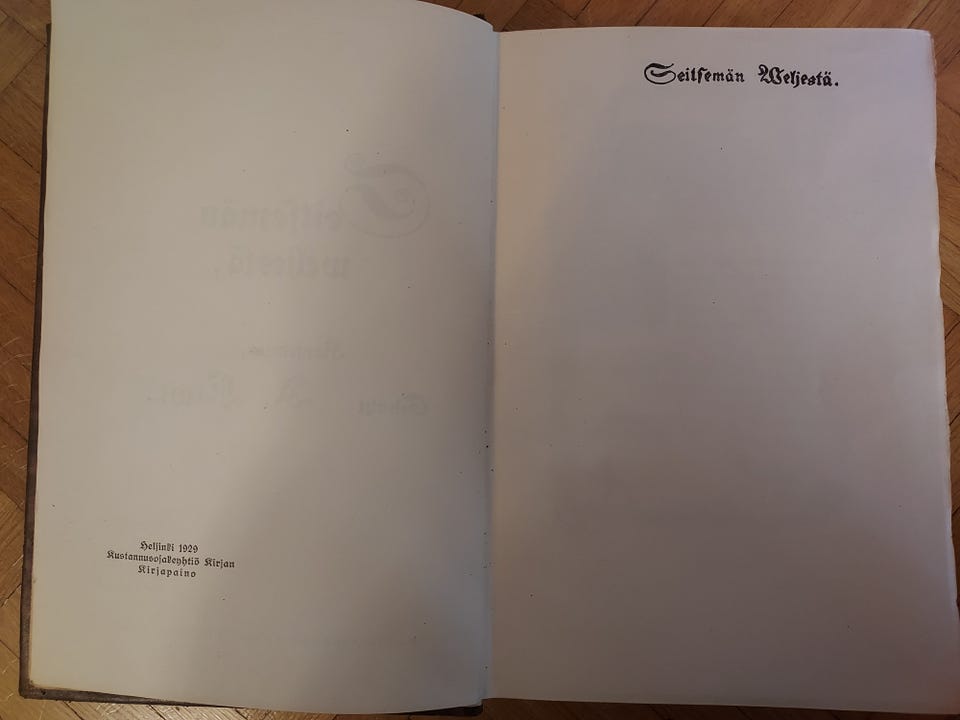 Helsinki 1929
Kustannusosakeyhtiö Kirjan
Kirjapaino
Seitsemän Weljestä.